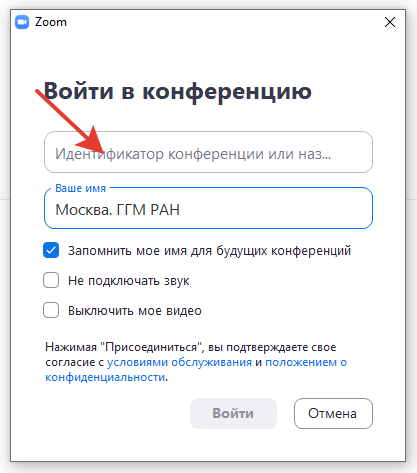 Zoom
Войти в конференцию
Идентификатор конференции или наз...
Ваше имя
Москва. ГГМ РАН
Запомнить мое имя для будущих конференций
Не подключать звук
Выключить мое видео
Нажимая "Присоединиться", вы подтверждаете свое
согласие с условиями обслуживания и положением о
конфиденциальности.
Войти
Отмена